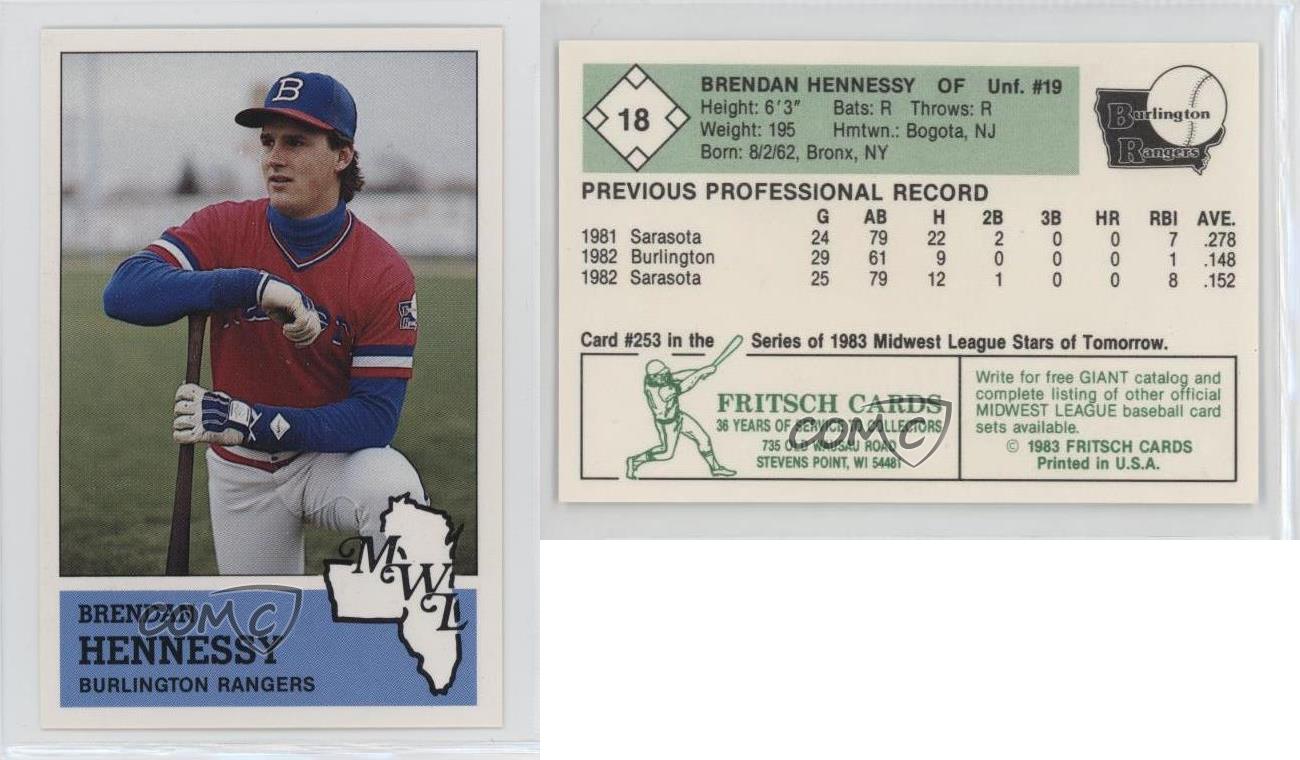 B
MWL
BRENDAN
HENNESSY
BURLINGTON RANGERS
COMC
18
BRENDAN HENNESSY OF Unf. #19
Height: 6'3" Bats: R Throws: R
Weight: 195 Hmtwn.: Bogota, NJ
Born: 8/2/62, Bronx, NY
Burlington
Rangers
PREVIOUS PROFESSIONAL RECORD
G AB H 2B 3B HR RBI AVE.
1981 Sarasota 24 79 22 2 0 0 7 .278
1982 Burlington 29 61 9 0 0 0 1 .148
1982 Sarasota 25 79 12 1 0 0 8 .152
Card #253 in the Series of 1983 Midwest League Stars of Tomorrow.
FRITSCH CARDS
36 YEARS OF SERVICE TO COLLECTORS
735 OLD WAUSAU ROAD
STEVENS POINT, WI 54481
COMC
Write for free GIANT catalog and
complete listing of other official
MIDWEST LEAGUE baseball card
sets available.
© 1983 FRITSCH CARDS
Printed in U.S.A.